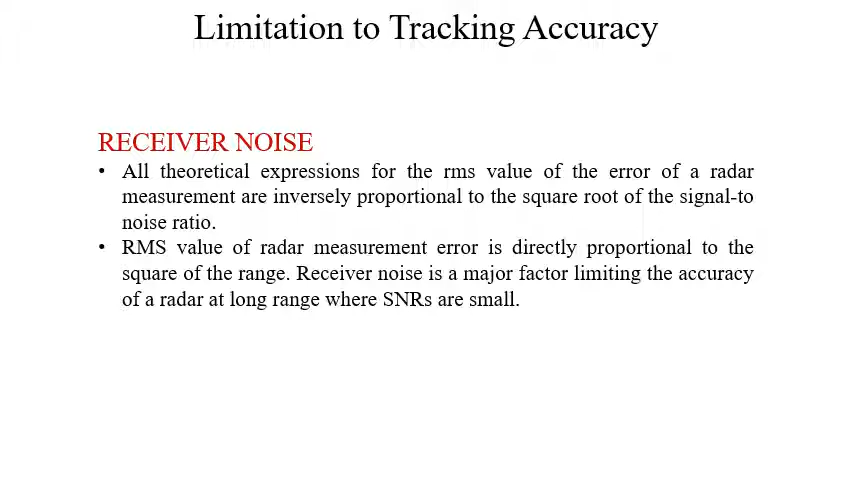 Limitation to Tracking Accuracy
RECEIVER NOISE
• All theoretical expressions for the rms value of the error of a radar
measurement are inversely proportional to the square root of the signal-to
noise ratio.
• RMS value of radar measurement error is directly proportional to the
square of the range. Receiver noise is a major factor limiting the accuracy
of a radar at long range where SNRs are small.